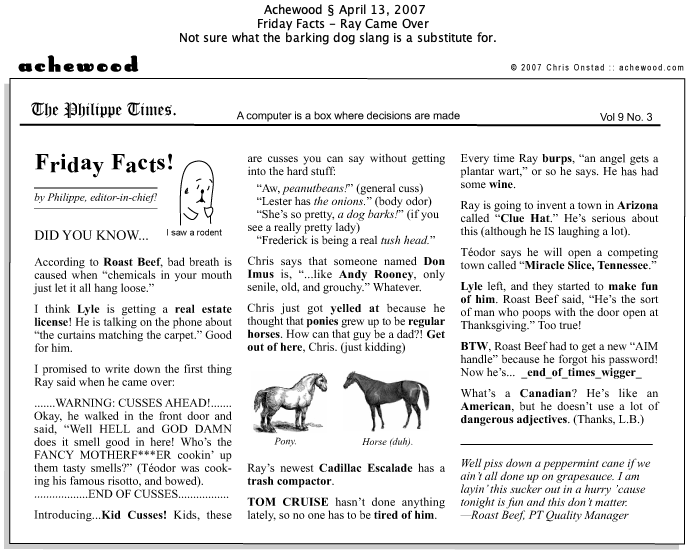 Achewood § April 13, 2007
Friday Facts – Ray Came Over
Not sure what the barking dog slang is a substitute for.
achewood
© 2007 Chris Onstad :: achewood.com
The Philippe Times.
A computer is a box where decisions are made
Vol 9 No. 3
Friday Facts!
by Philippe, editor-in-chief!
I saw a rodent
DID YOU KNOW...
According to Roast Beef, bad breath is
caused when “chemicals in your mouth
just let it all hang loose.”
I think Lyle is getting a real estate
license! He is talking on the phone about
“the curtains matching the carpet.” Good
for him.
I promised to write down the first thing
Ray said when he came over:
.......WARNING: CUSSES AHEAD!.......
Okay, he walked in the front door and
said, “Well HELL and GOD DAMN
does it smell good in here! Who’s the
FANCY MOTHERF***ER cookin’ up
them tasty smells?” (Téodor was cook-
ing his famous risotto, and bowed).
..................END OF CUSSES.................
Introducing...Kid Cusses! Kids, these
are cusses you can say without getting
into the hard stuff:
“Aw, peanutbeans!” (general cuss)
“Lester has the onions.” (body odor)
“She’s so pretty, a dog barks!” (if you
see a really pretty lady)
“Frederick is being a real tush head.”
Chris says that someone named Don
Imus is, “...like Andy Rooney, only
senile, old, and grouchy.” Whatever.
Chris just got yelled at because he
thought that ponies grew up to be regular
horses. How can that guy be a dad?! Get
out of here, Chris. (just kidding)
Pony.
Horse (duh).
Ray’s newest Cadillac Escalade has a
trash compactor.
TOM CRUISE hasn’t done anything
lately, so no one has to be tired of him.
Every time Ray burps, “an angel gets a
plantar wart,” or so he says. He has had
some wine.
Ray is going to invent a town in Arizona
called “Clue Hat.” He’s serious about
this (although he IS laughing a lot).
Téodor says he will open a competing
town called “Miracle Slice, Tennessee.”
Lyle left, and they started to make fun
of him. Roast Beef said, “He’s the sort
of man who poops with the door open at
Thanksgiving.” Too true!
BTW, Roast Beef had to get a new “AIM
handle” because he forgot his password!
Now he’s... _end_of_times_wigger_
What’s a Canadian? He’s like an
American, but he doesn’t use a lot of
dangerous adjectives. (Thanks, L.B.)
Well piss down a peppermint cane if we
ain’t all done up on grapesauce. I am
layin’ this sucker out in a hurry ’cause
tonight is fun and this don’t matter.
—Roast Beef, PT Quality Manager